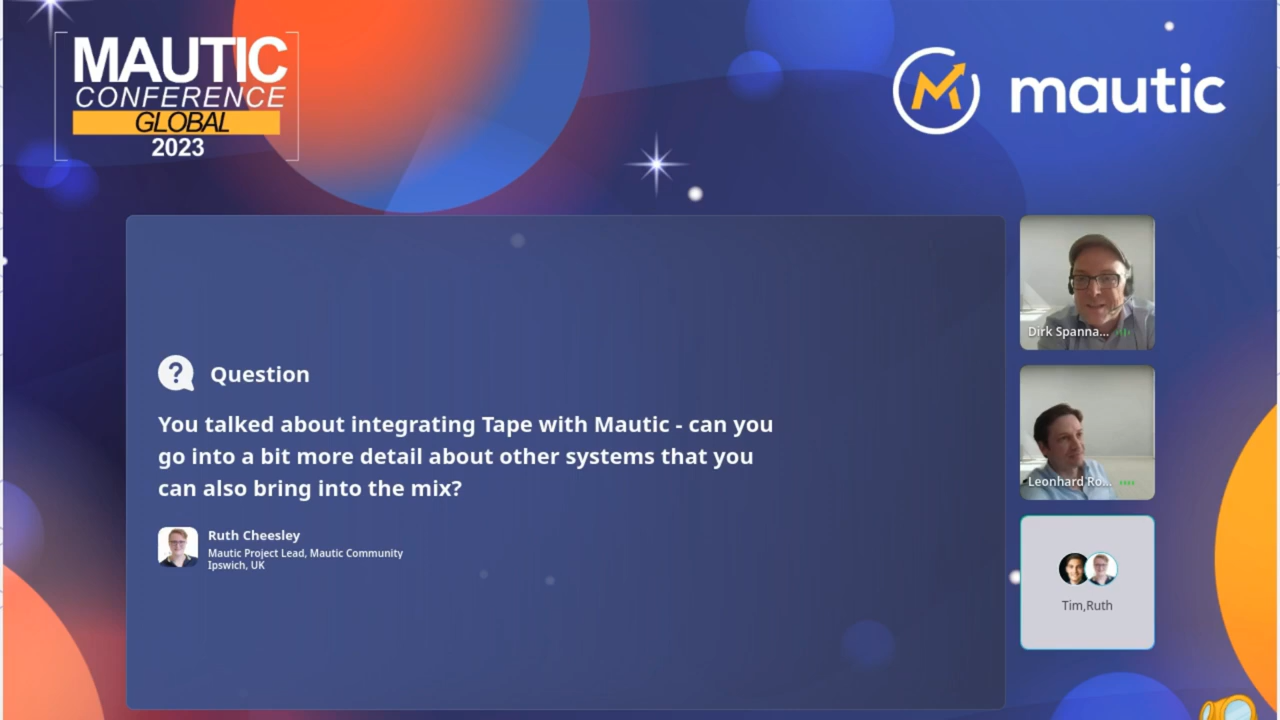 MAUTIC
CONFERENCE
GLOBAL
2023
mautic
Question
You talked about integrating Tape with Mautic - can you
go into a bit more detail about other systems that you
can also bring into the mix?
Ruth Cheesley
Mautic Project Lead, Mautic Community
Ipswich, UK
Dirk Spanna...
Leonhard Ro...
Tim,Ruth